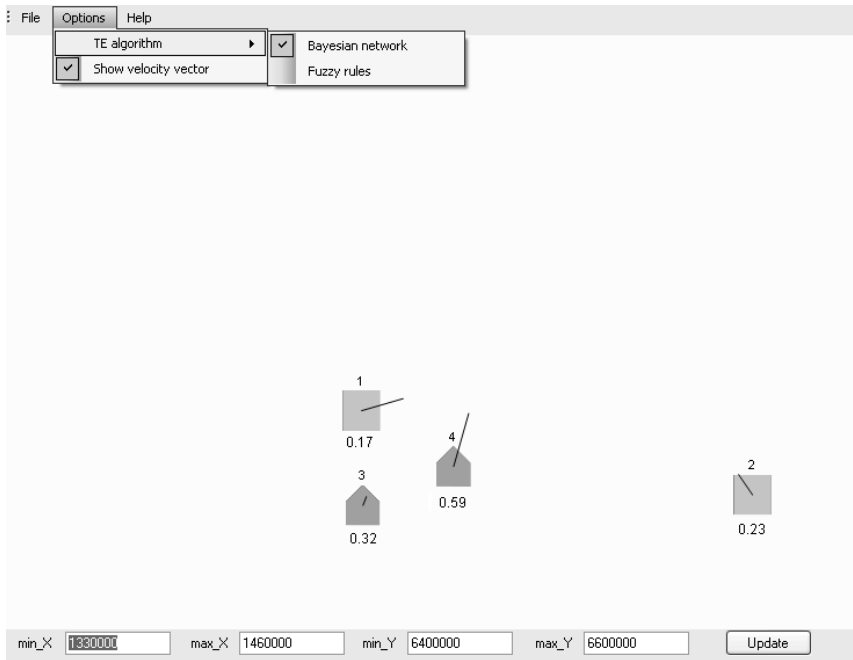 File Options Help
TE algorithm
Bayesian network
Show velocity vector
Fuzzy rules
1
0.17
4
0.59
3
0.32
2
0.23
min_X 1330000 max_X 1460000 min_Y 6400000 max_Y 6600000 Update